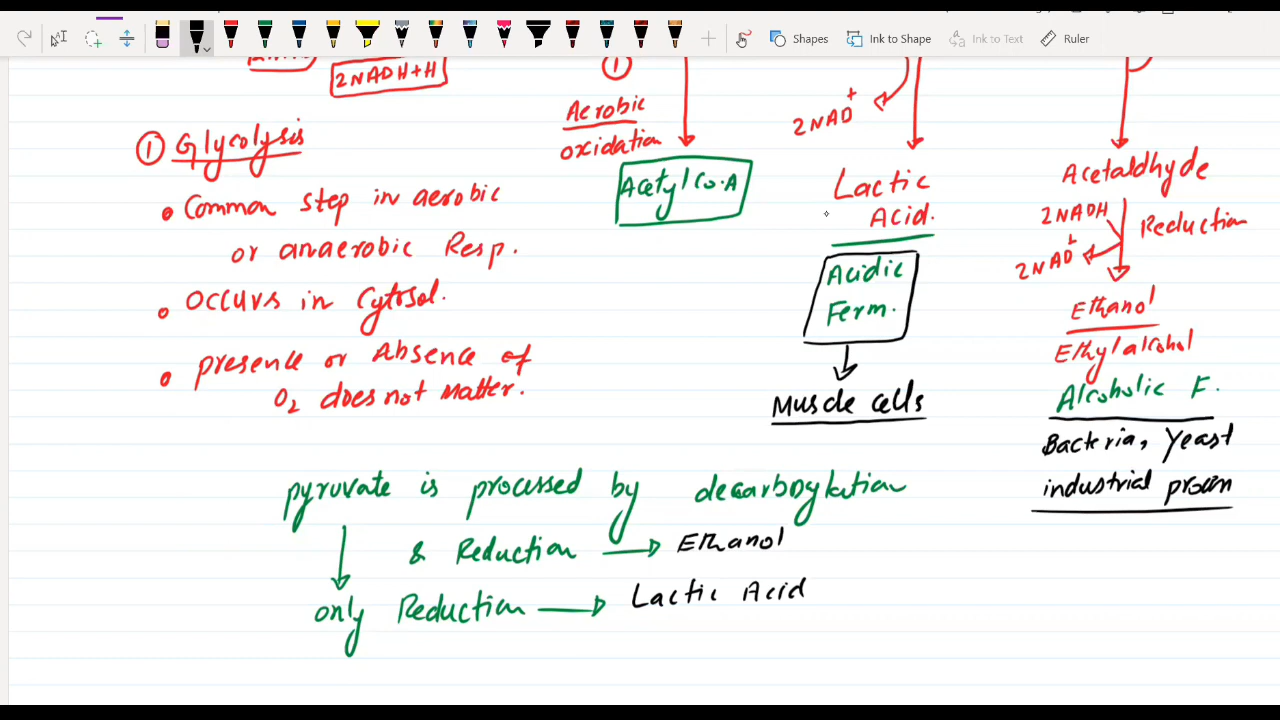 Shapes
Ink to Shape
Ink to Text
Ruler
2NADH+H
① Glycolysis
• Common step in aerobic
or anaerobic Resp.
• Occurs in Cytosol.
• presence or Absence of
O2 does not Matter.
①
Aerobic
oxidation
Acetyl Co.A
2NAD+
Lactic
Acid.
Acidic
Ferm.
Muscle cells
Acetaldhyde
2NADH
Reduction
2NAD+
Ethanol
Ethylalcohol
Alcoholic F.
Bacteria, Yeast
industrial
pyruvate is processed by decarboxylation
& Reduction → Ethanol
only Reduction → Lactic Acid